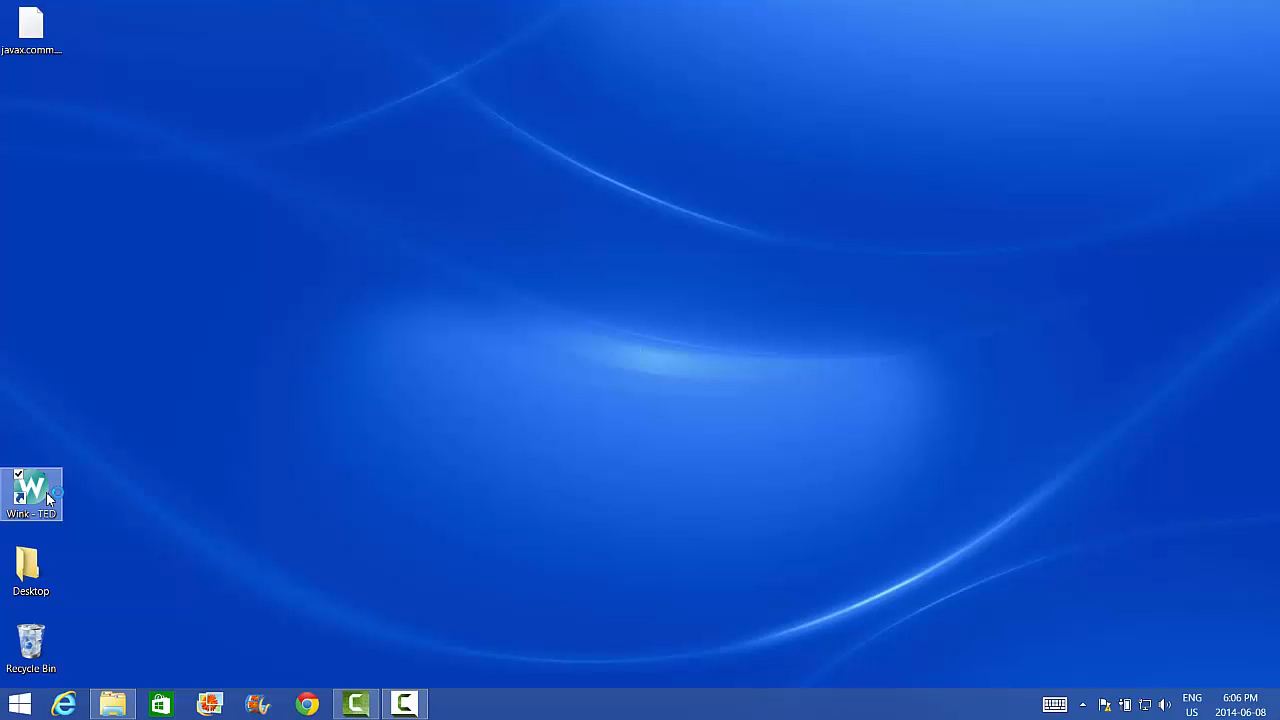 javax.comm....
W
Wink - TED
Desktop
Recycle Bin
ENG
US
6:06 PM
2014-06-08